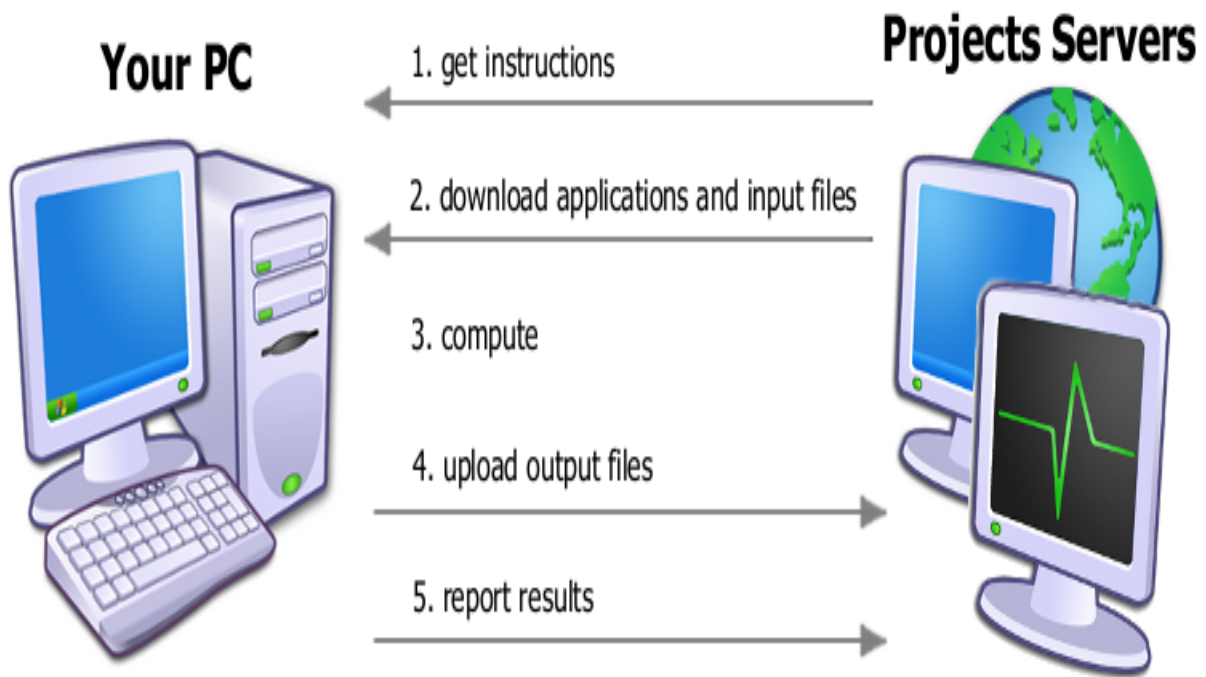 Your PC
Projects Servers
1. get instructions
2. download applications and input files
3. compute
4. upload output files
5. report results